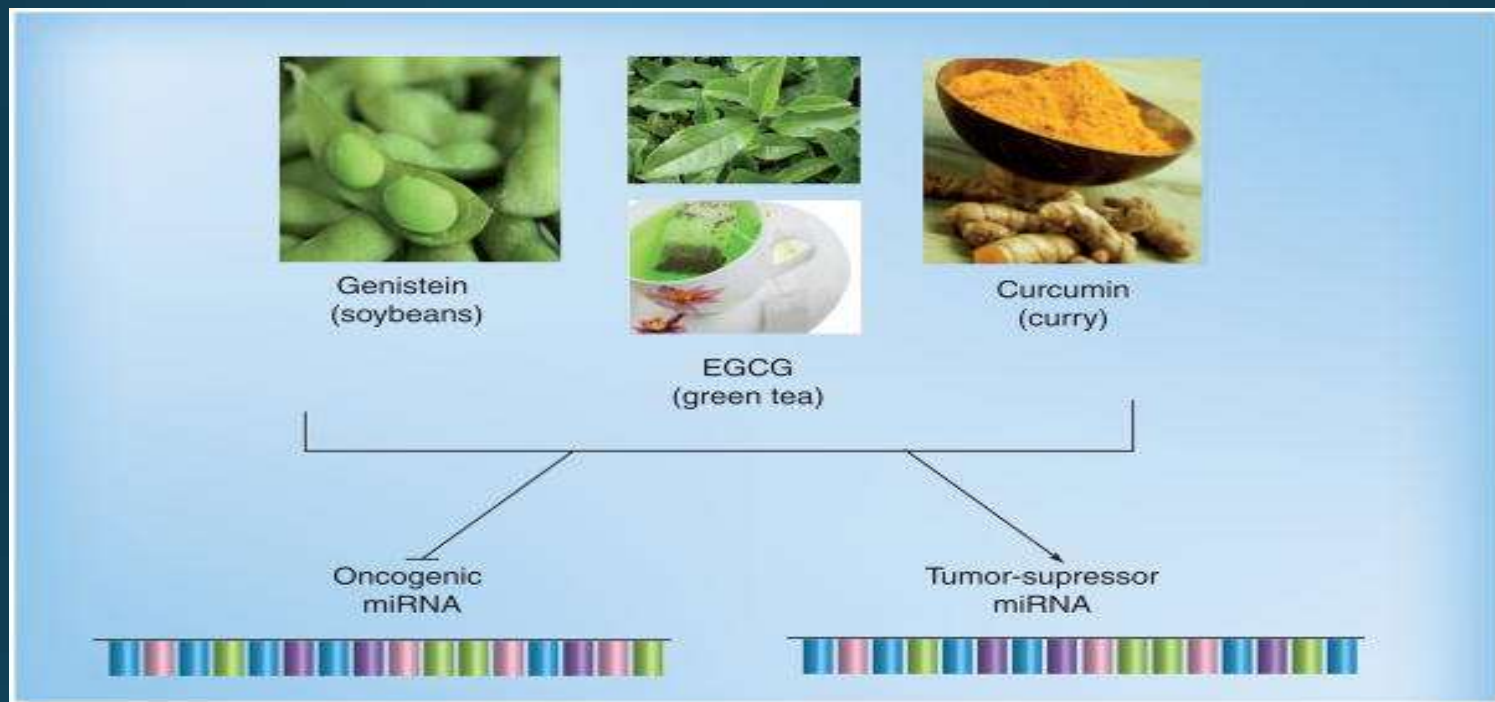 Genistein
(soybeans)
EGCG
(green tea)
Curcumin
(curry)
Oncogenic
miRNA
Tumor-supressor
miRNA